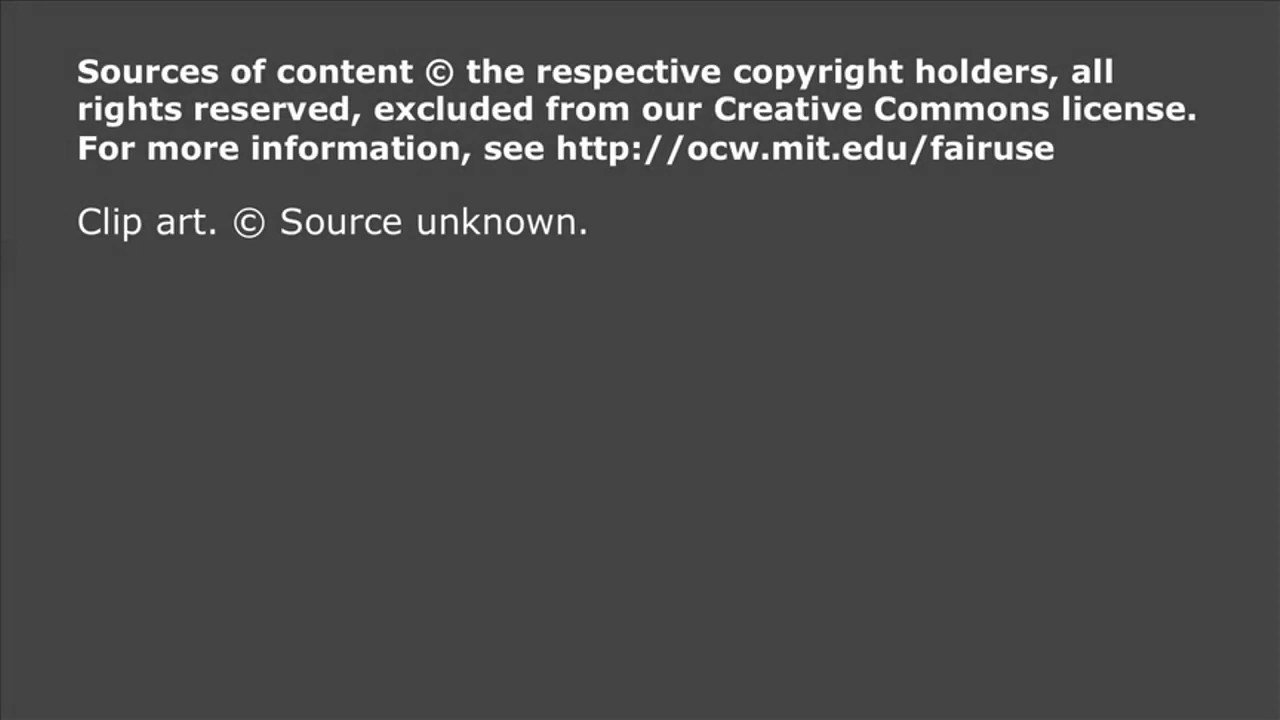 Sources of content © the respective copyright holders, all
rights reserved, excluded from our Creative Commons license.
For more information, see http://ocw.mit.edu/fairuse
Clip art. © Source unknown.